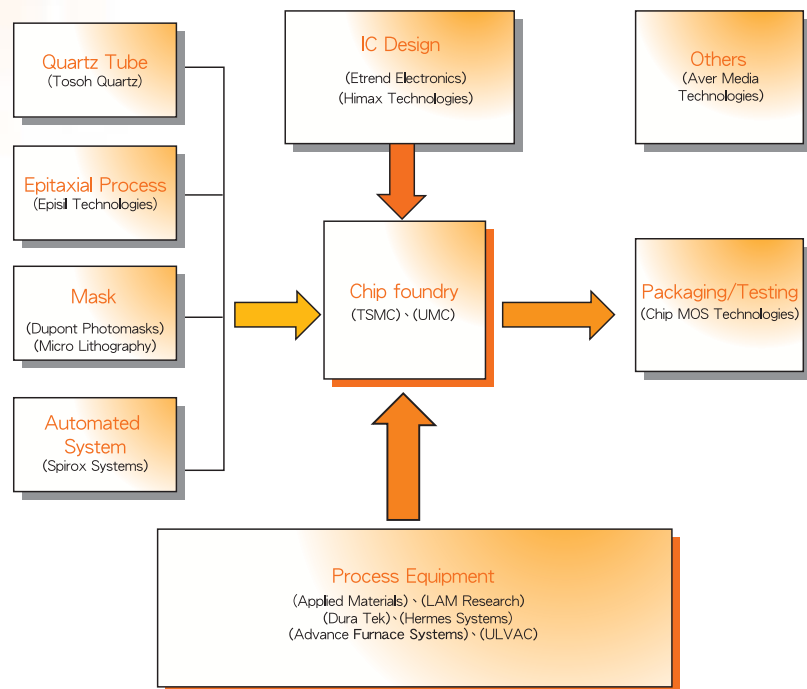 Quartz Tube
(Tosoh Quartz)
Epitaxial Process
(Episil Technologies)
Mask
(Dupont Photomasks)
(Micro Lithography)
Automated
System
(Spirox Systems)
IC Design
(Etrend Electronics)
(Himax Technologies)
Chip foundry
(TSMC)、(UMC)
Process Equipment
(Applied Materials)、(LAM Research)
(Dura Tek)、(Hermes Systems)
(Advance Furnace Systems)、(ULVAC)
Others
(Aver Media
Technologies)
Packaging/Testing
(Chip MOS Technologies)